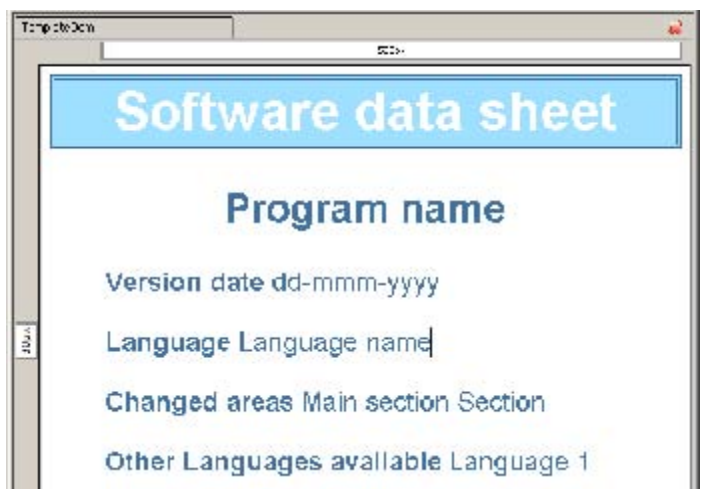 Software data sheet
Program name
Version date dd-mmm-yyyy
Language Language name
Changed areas Main section Section
Other Languages available Language 1